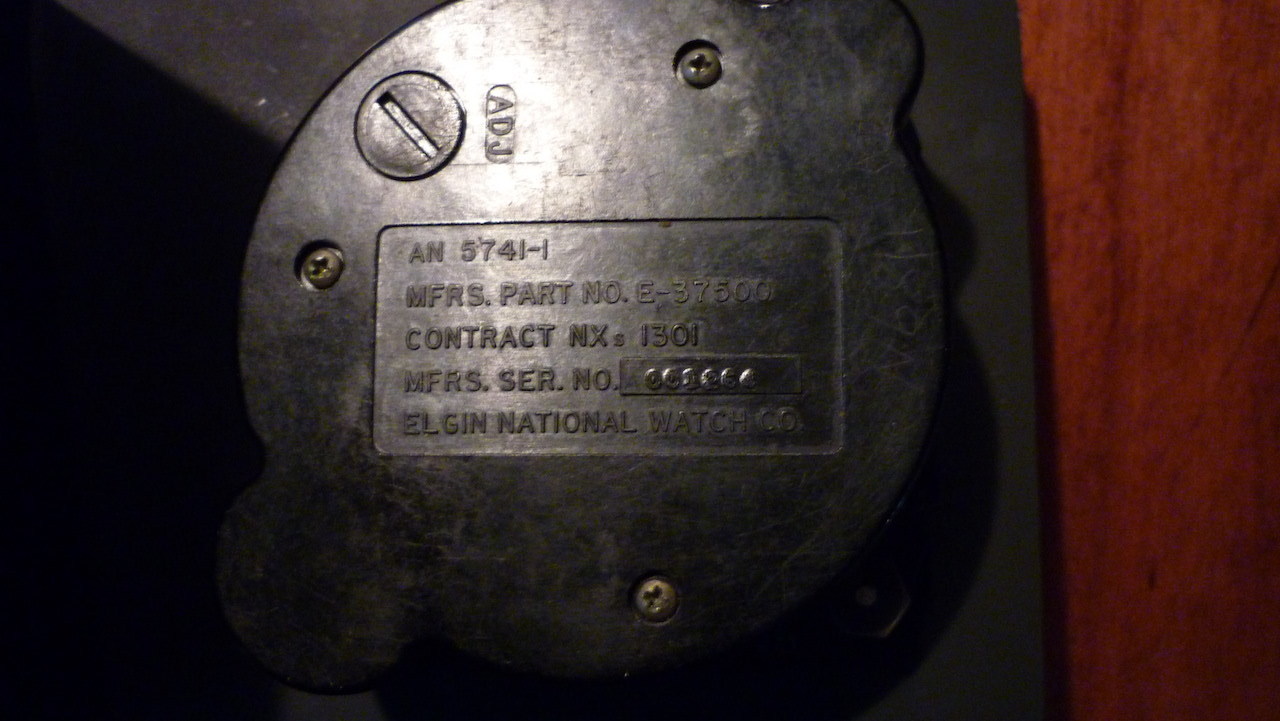 ADJ
AN 5741-1
MFRS. PART NO. E-37500
CONTRACT NXs 1301
MFRS. SER. NO.
ELGIN NATIONAL WATCH CO.